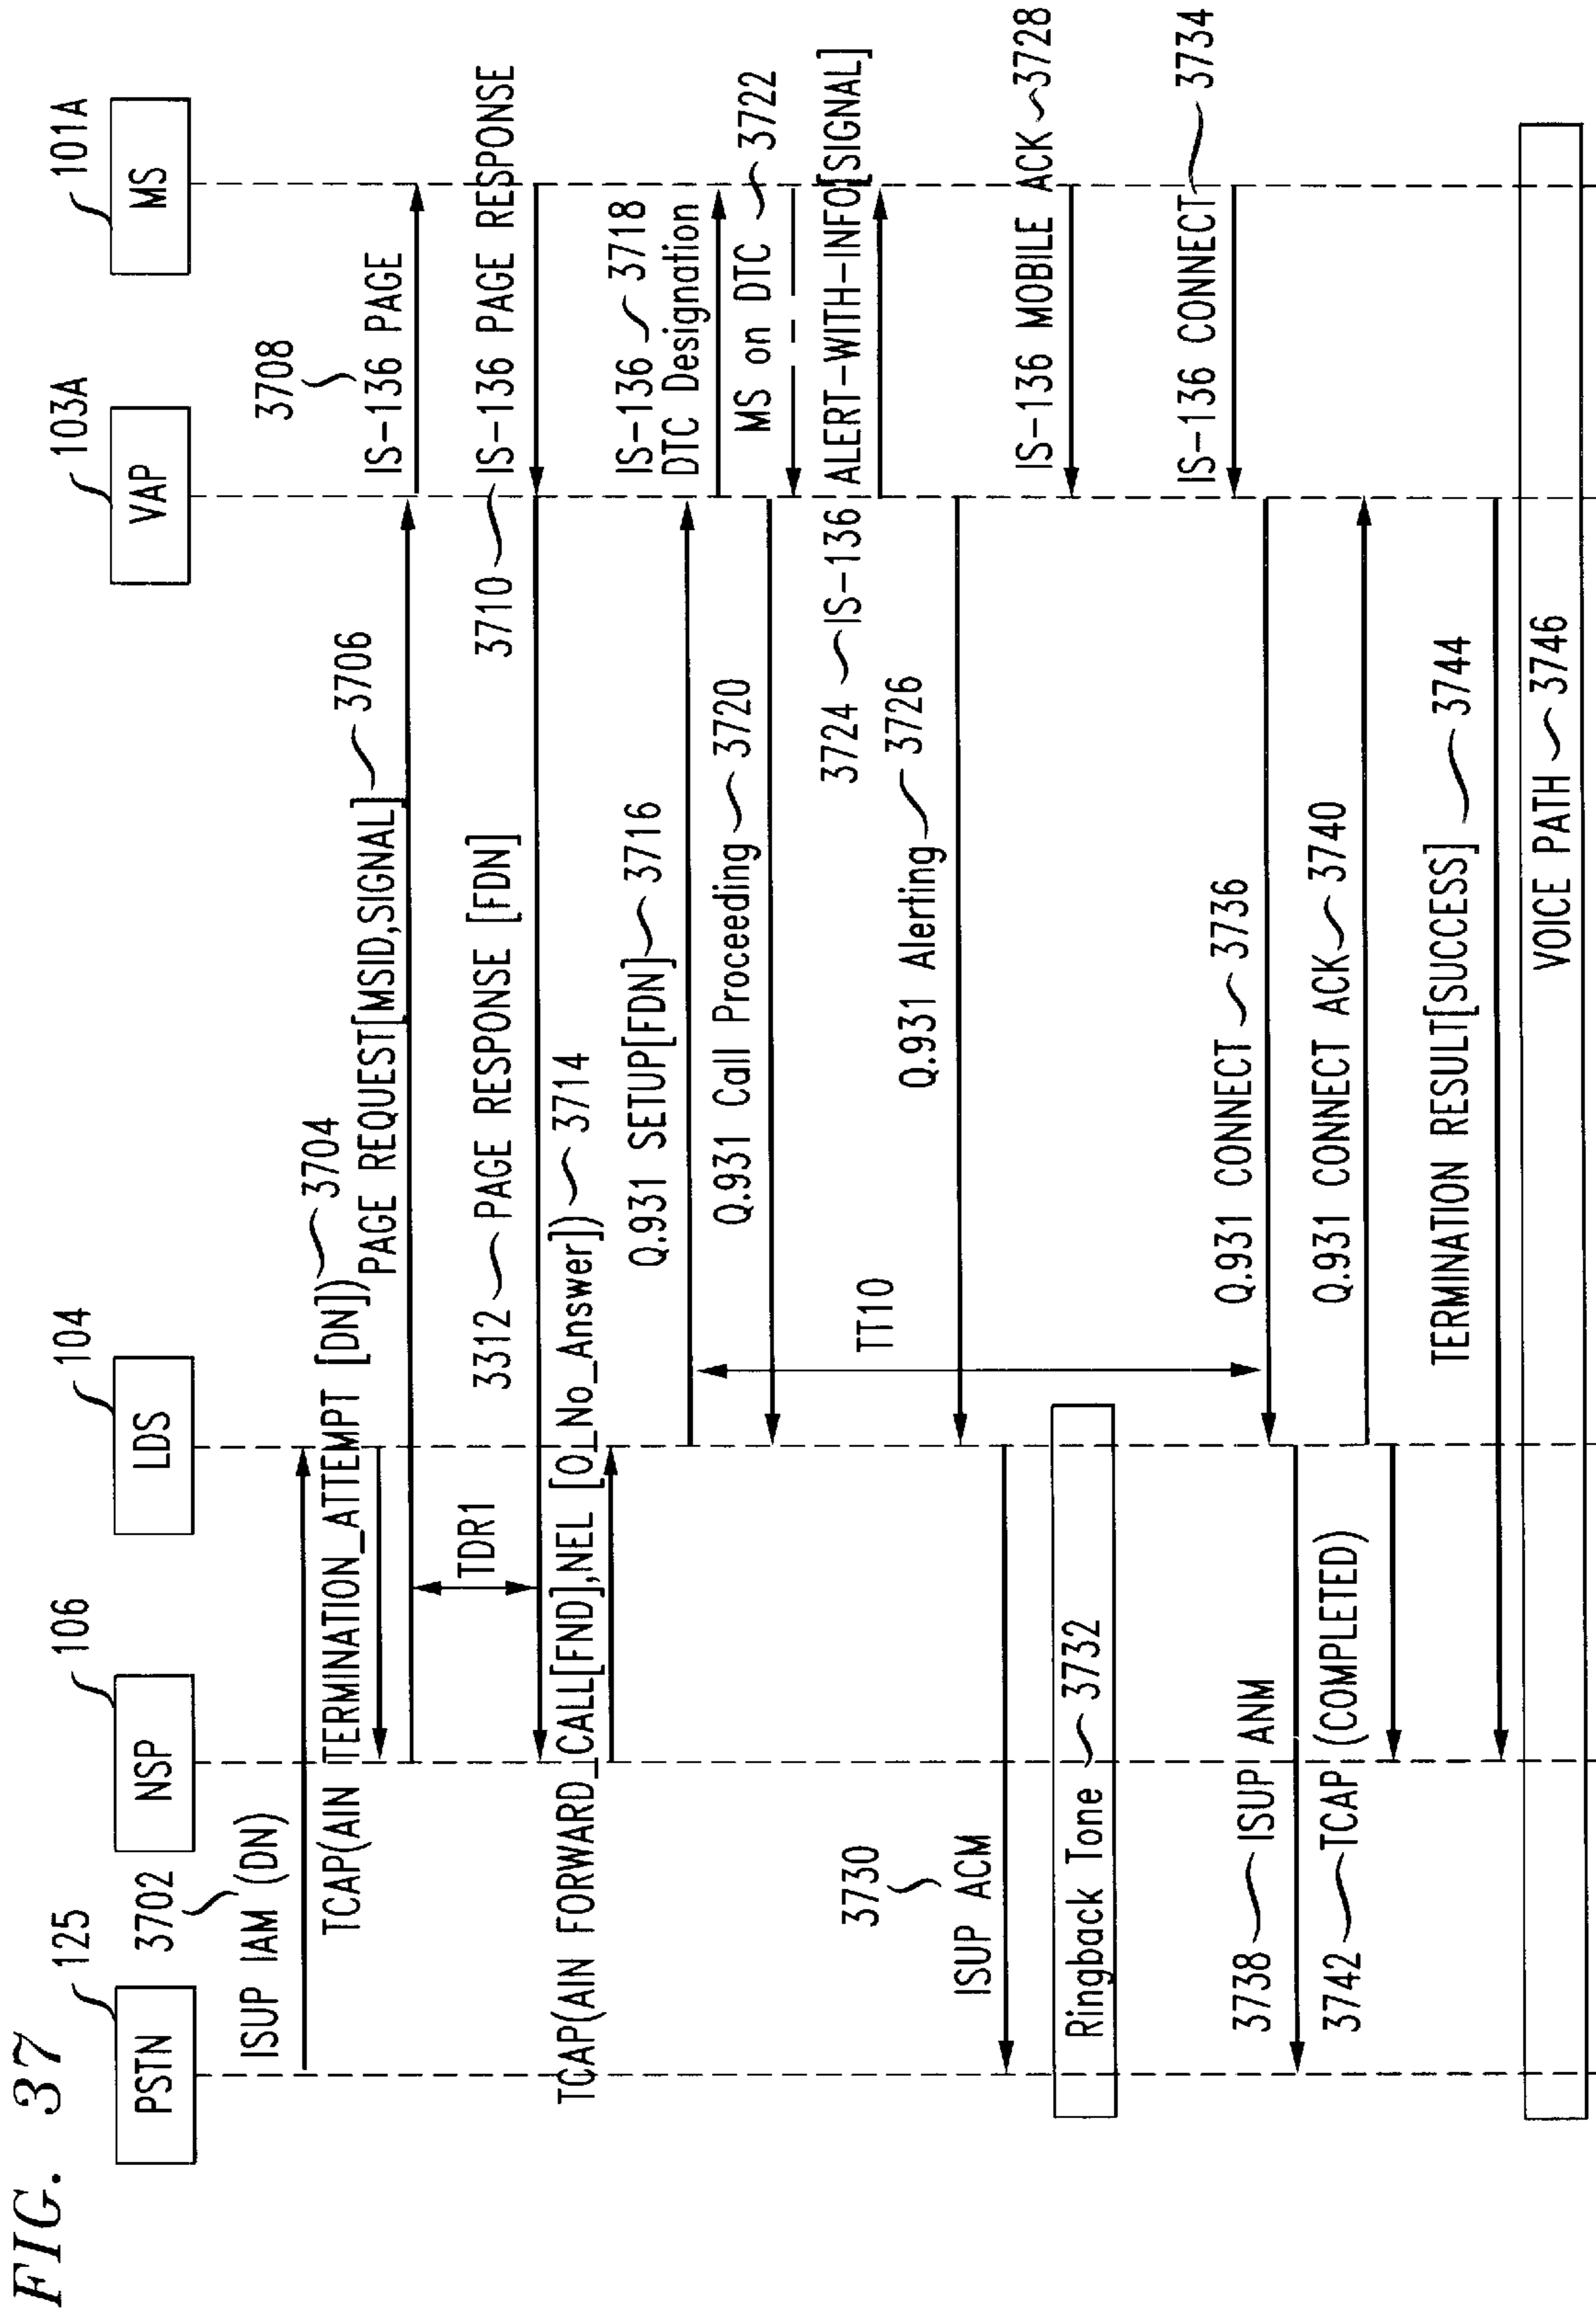 FIG. 37
PSTN
125
NSP
106
LDS
104
VAP
103A
MS
101A
3702
ISUP IAM (DN)
TCAP(AIN TERMINATION_ATTEMPT [DN])
3704
PAGE REQUEST[MSID,SIGNAL]
3706
3708
IS-136 PAGE
TDR1
3312
PAGE RESPONSE [FDN]
3710
IS-136 PAGE RESPONSE
TCAP(AIN FORWARD_CALL[FND],NEL [O_No_Answer])
3714
Q.931 SETUP[FDN]
3716
IS-136
3718
DTC Designation
Q.931 Call Proceeding
3720
MS on DTC
3722
3724
IS-136 ALERT-WITH-INFO[SIGNAL]
TT10
Q.931 Alerting
3726
3730
ISUP ACM
IS-136 MOBILE ACK
3728
Ringback Tone
3732
IS-136 CONNECT
3734
Q.931 CONNECT
3736
3738
ISUP ANM
Q.931 CONNECT ACK
3740
3742
TCAP (COMPLETED)
TERMINATION RESULT[SUCCESS]
3744
VOICE PATH
3746